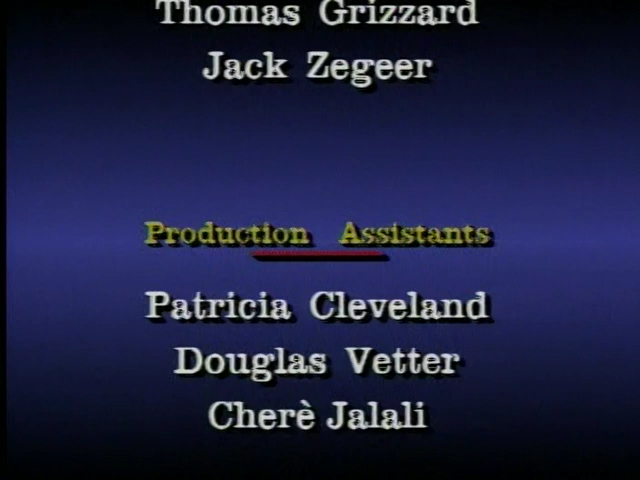 Thomas Grizzard
Jack Zegeer
Production Assistants
Patricia Cleveland
Douglas Vetter
Cherè Jalali